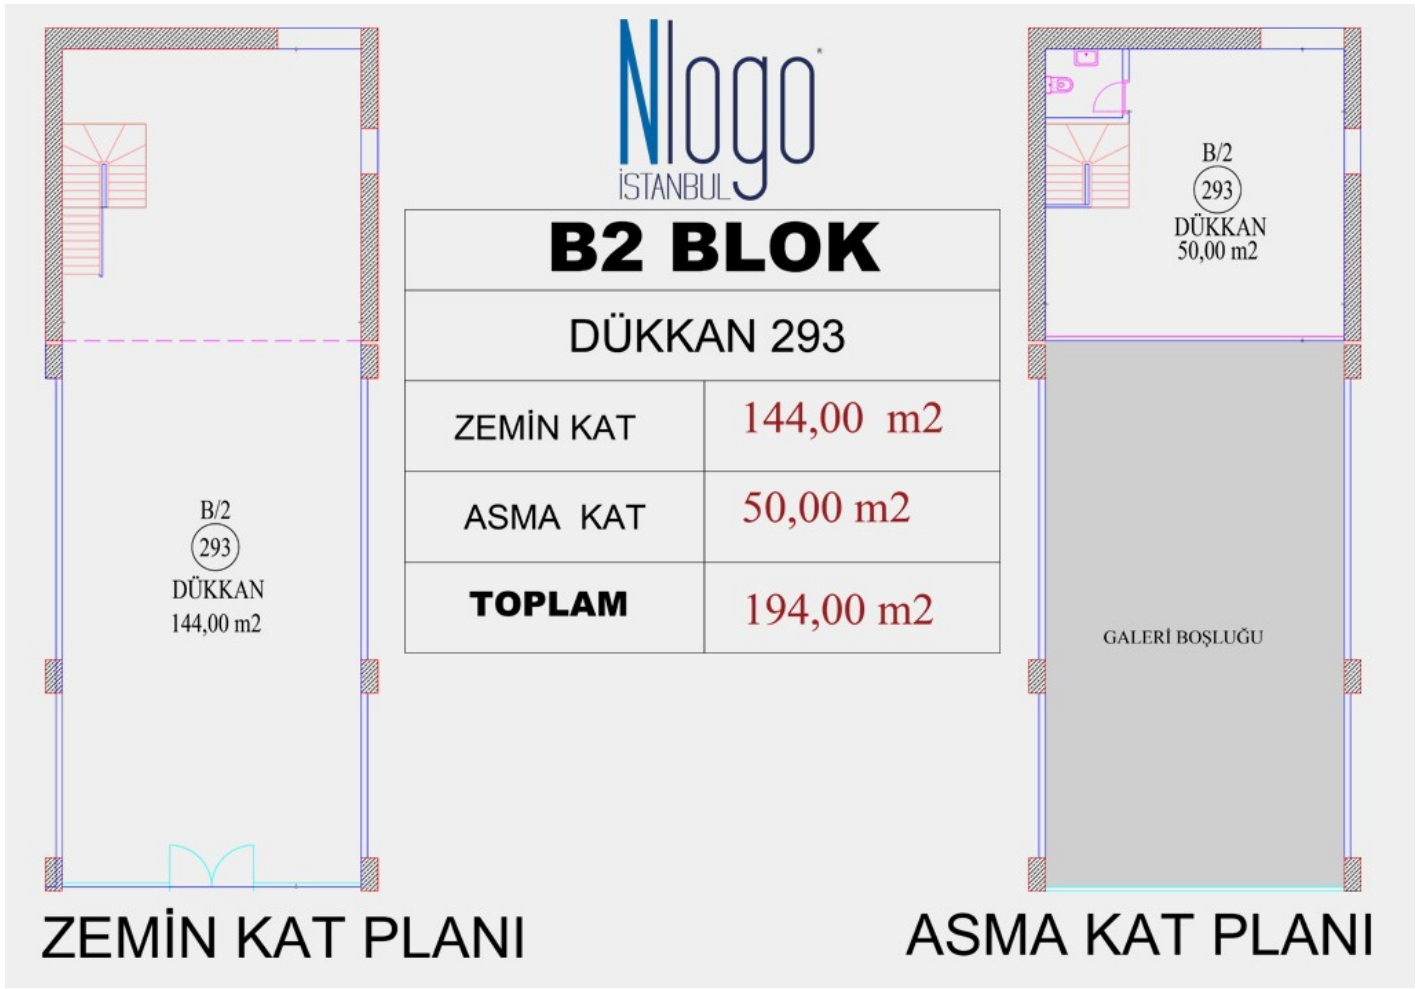 Nlogo
İSTANBUL
B2 BLOK
DÜKKAN 293
ZEMİN KAT 144,00 m2
ASMA KAT 50,00 m2
TOPLAM 194,00 m2
B/2
293
DÜKKAN
144,00 m2
ZEMİN KAT PLANI
B/2
293
DÜKKAN
50,00 m2
GALERİ BOŞLUĞU
ASMA KAT PLANI